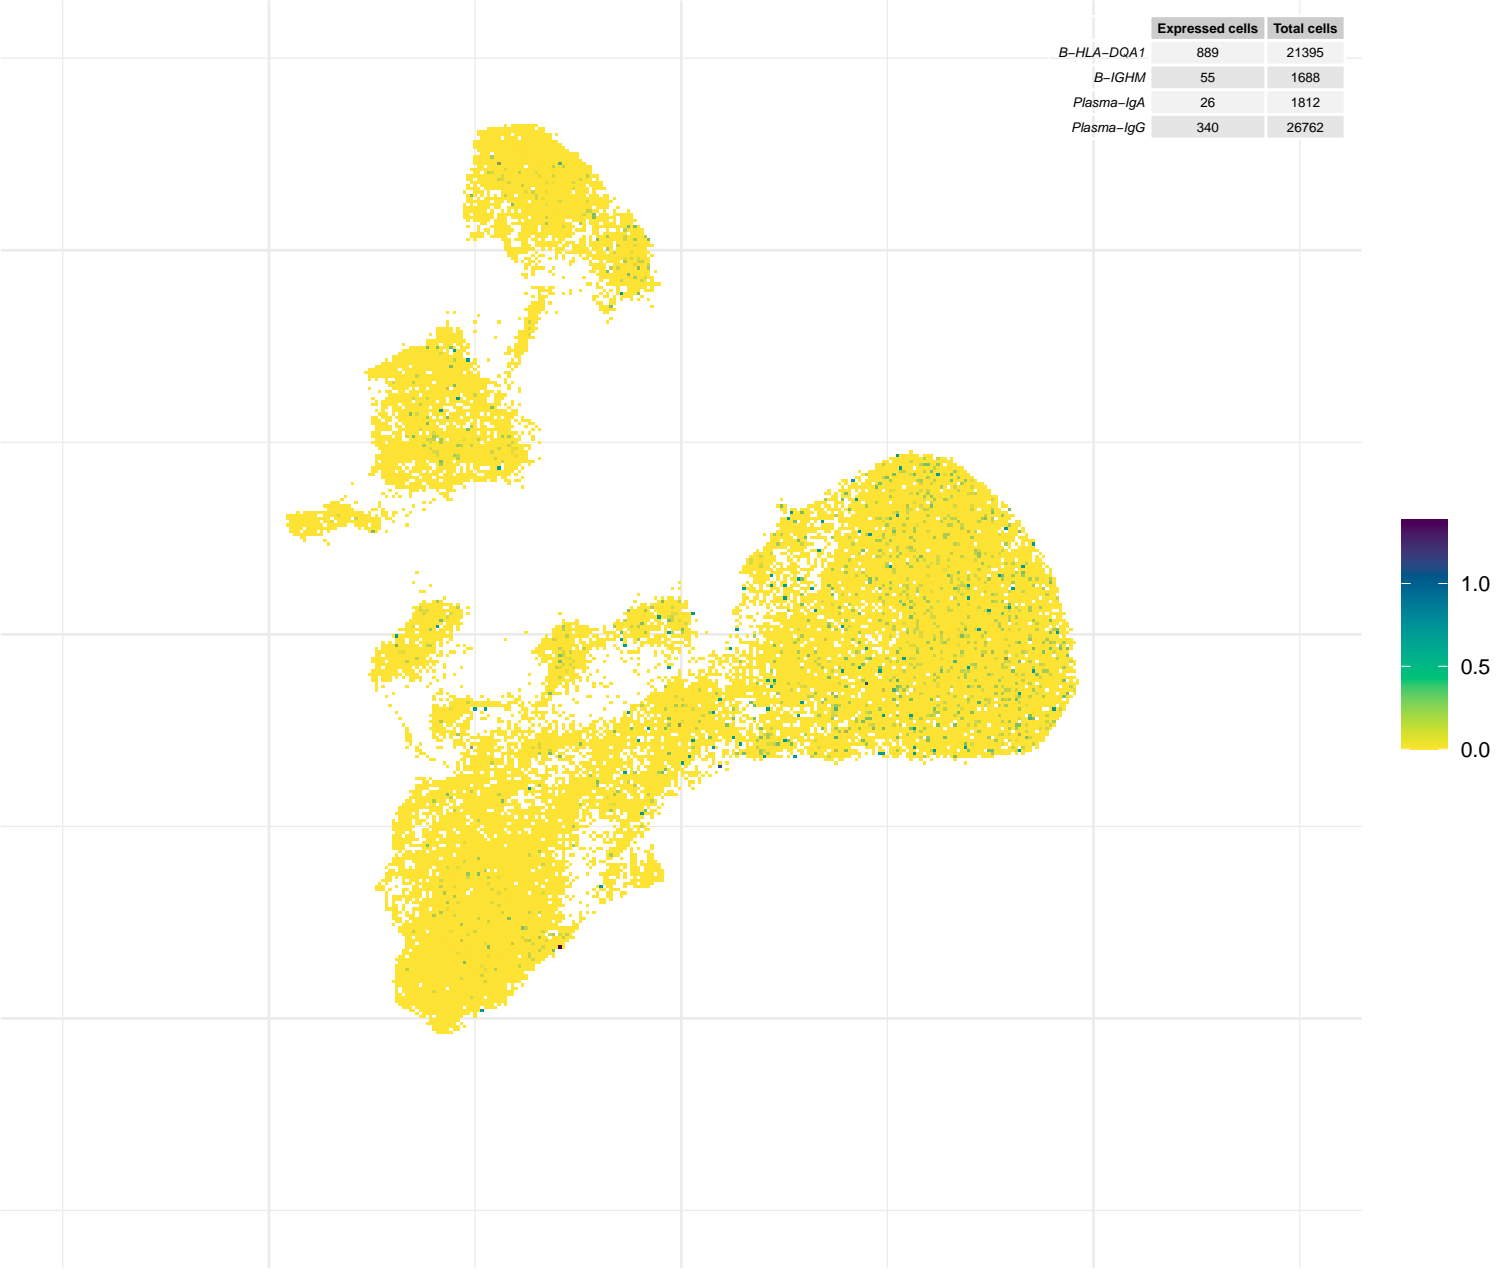 Expressed cells Total cells
B−HLA−DQA1 889 21395
B−IGHM 55 1688
Plasma−IgA 26 1812
Plasma−IgG 340 26762
1.0
0.5
0.0